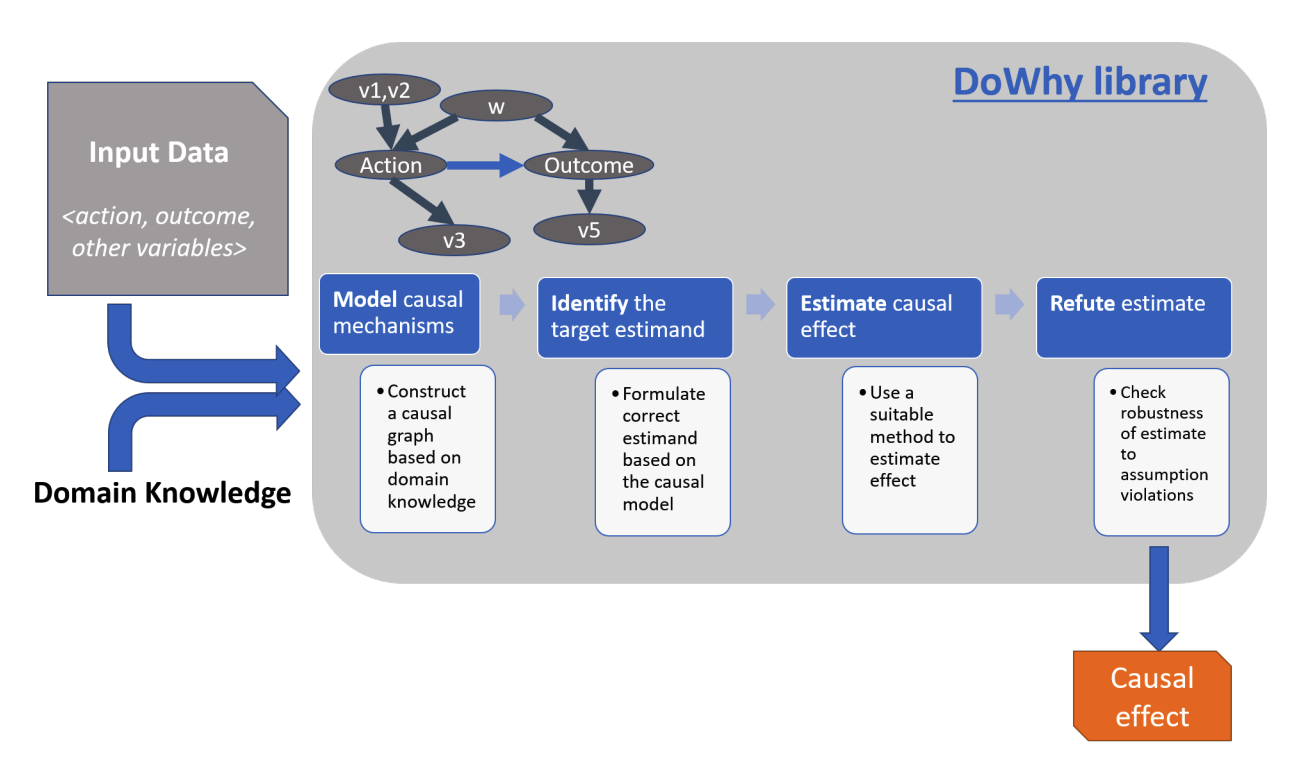 DoWhy library
Input Data
<action, outcome,
other variables>
Domain Knowledge
v1,v2
w
Action
Outcome
v3
v5
Model causal
mechanisms
• Construct
a causal
graph
based on
domain
knowledge
Identify the
target estimand
• Formulate
correct
estimand
based on
the causal
model
Estimate causal
effect
• Use a
suitable
method to
estimate
effect
Refute estimate
• Check
robustness
of estimate
to
assumption
violations
Causal
effect